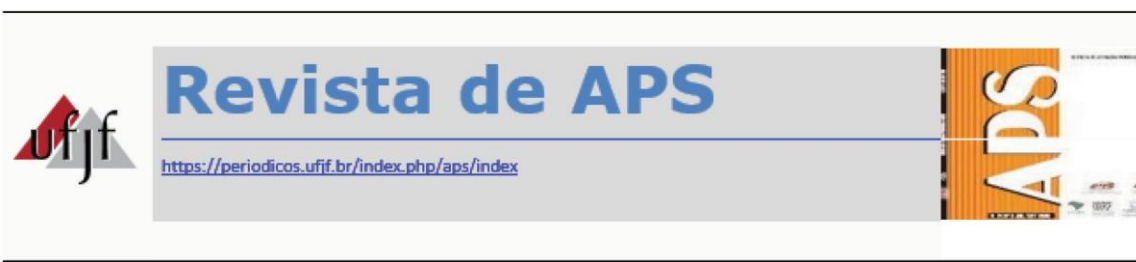 Revista de APS
ufjf
https://periodicos.ufjf.br/index.php/aps/index
APS